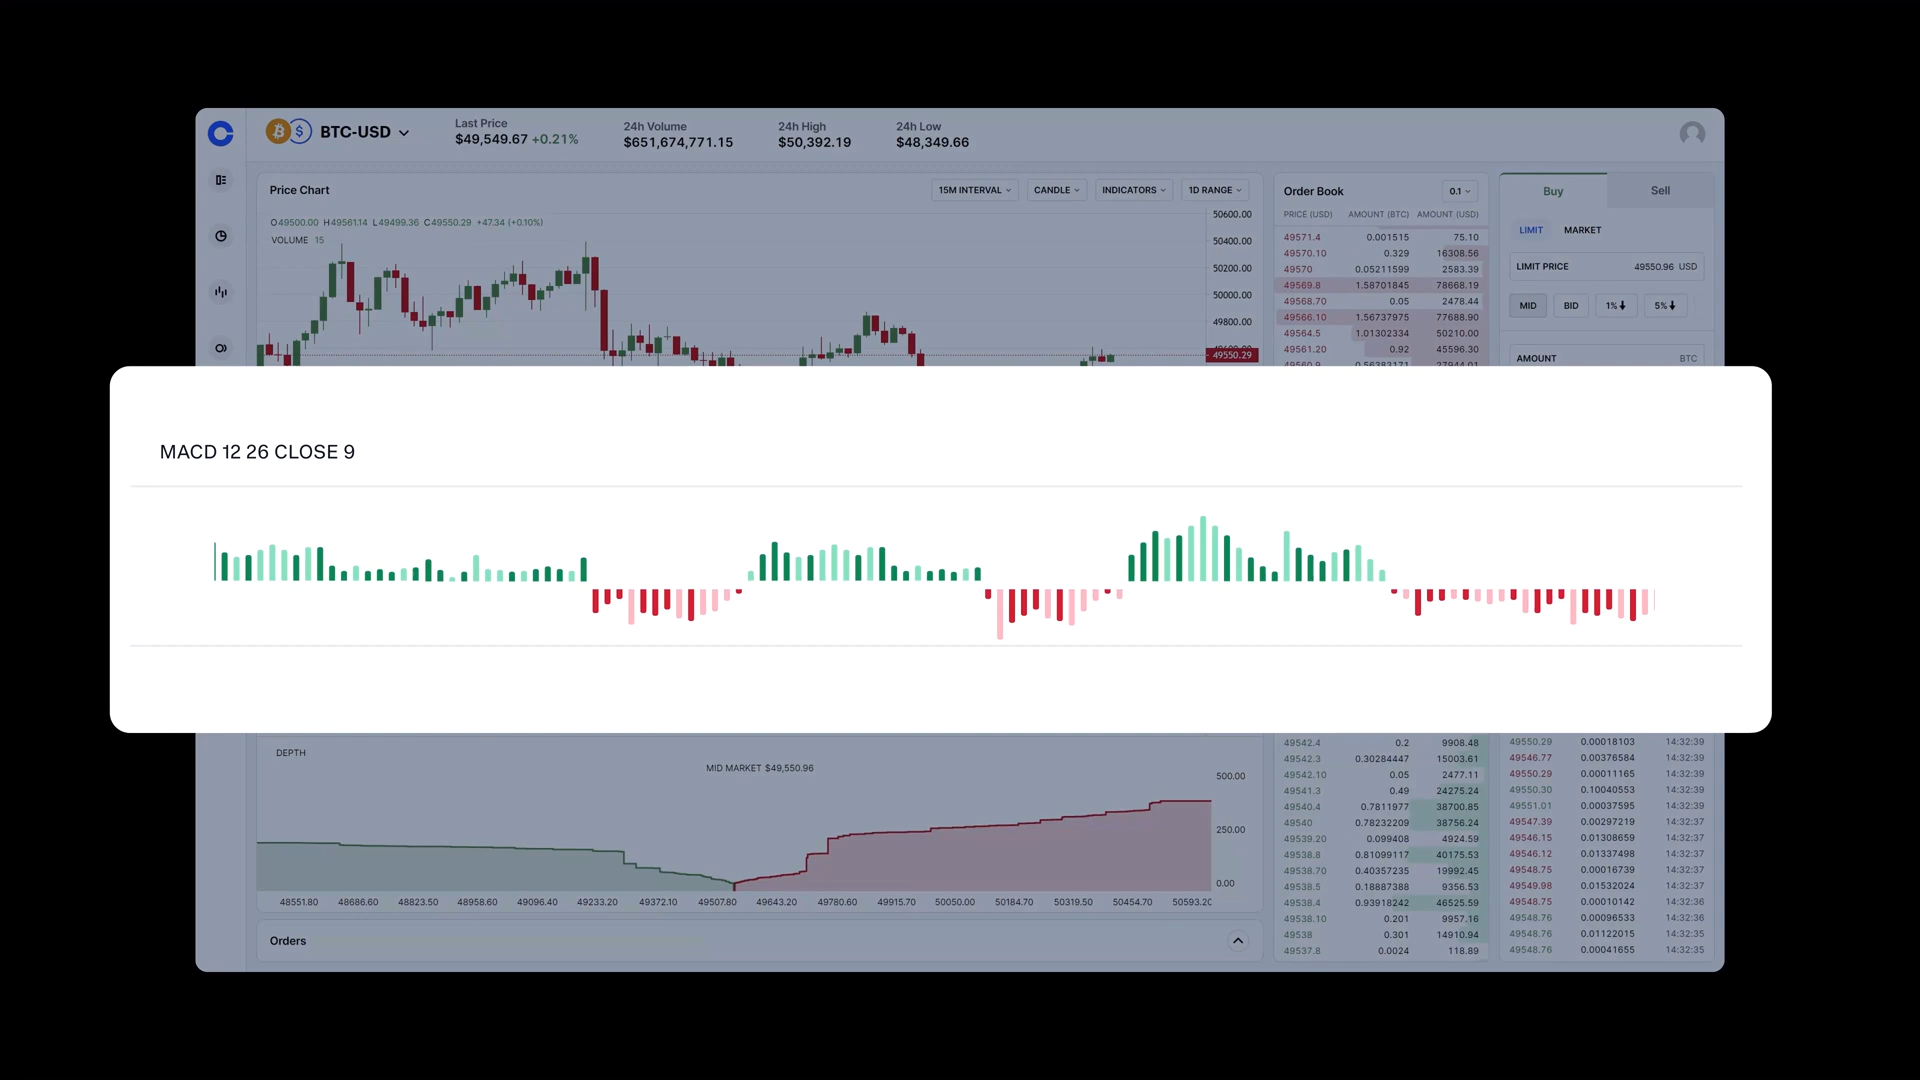 BTC-USD
Last Price
$49,549.67 +0.21%
24h Volume
$651,674,771.15
24h High
$50,392.19
24h Low
$48,349.66
Price Chart
15M INTERVAL
CANDLE
INDICATORS
1D RANGE
O49500.00 H49561.14 L49499.36 C49550.29 +47.34 (+0.10%)
VOLUME 15
50600.00
50400.00
50200.00
50000.00
49800.00
49550.29
Order Book
0.1
PRICE (USD) AMOUNT (BTC) AMOUNT (USD)
49571.4 0.001515 75.10
49570.10 0.329 16308.56
49570 0.05211599 2583.39
49569.8 1.58701845 78668.19
49568.70 0.05 2478.44
49566.10 1.56737975 77688.90
49564.5 1.01302334 50210.00
49561.20 0.92 45596.30
Buy
Sell
LIMIT MARKET
LIMIT PRICE 49550.96 USD
MID BID 1% 5%
AMOUNT BTC
MACD 12 26 CLOSE 9
DEPTH
MID MARKET $49,550.96
500.00
250.00
0.00
48551.80 48686.60 48823.50 48958.60 49096.40 49233.20 49372.10 49507.80 49643.20 49780.60 49915.70 50050.00 50184.70 50319.50 50454.70 50593.20
Orders
49542.4 0.2 9908.48
49542.3 0.30284447 15003.61
49542.10 0.05 2477.11
49541.3 0.49 24275.24
49540.4 0.7811977 38700.85
49540 0.78232209 38756.24
49539.20 0.099408 4924.59
49538.8 0.81099117 40175.53
49538.70 0.40357235 19992.45
49538.5 0.18887388 9356.53
49538.4 0.93918242 46525.59
49538.10 0.201 9957.16
49538 0.301 14910.94
49537.8 0.0024 118.89
49550.29 0.00018103 14:32:39
49546.77 0.00376584 14:32:39
49550.29 0.00011165 14:32:39
49550.30 0.10040553 14:32:39
49551.01 0.00037595 14:32:39
49547.39 0.00297219 14:32:37
49546.15 0.01308659 14:32:37
49546.12 0.01337498 14:32:37
49548.75 0.00016739 14:32:37
49549.98 0.01532024 14:32:37
49548.75 0.00010142 14:32:36
49548.76 0.00096533 14:32:36
49548.76 0.01122015 14:32:35
49548.76 0.00041655 14:32:35